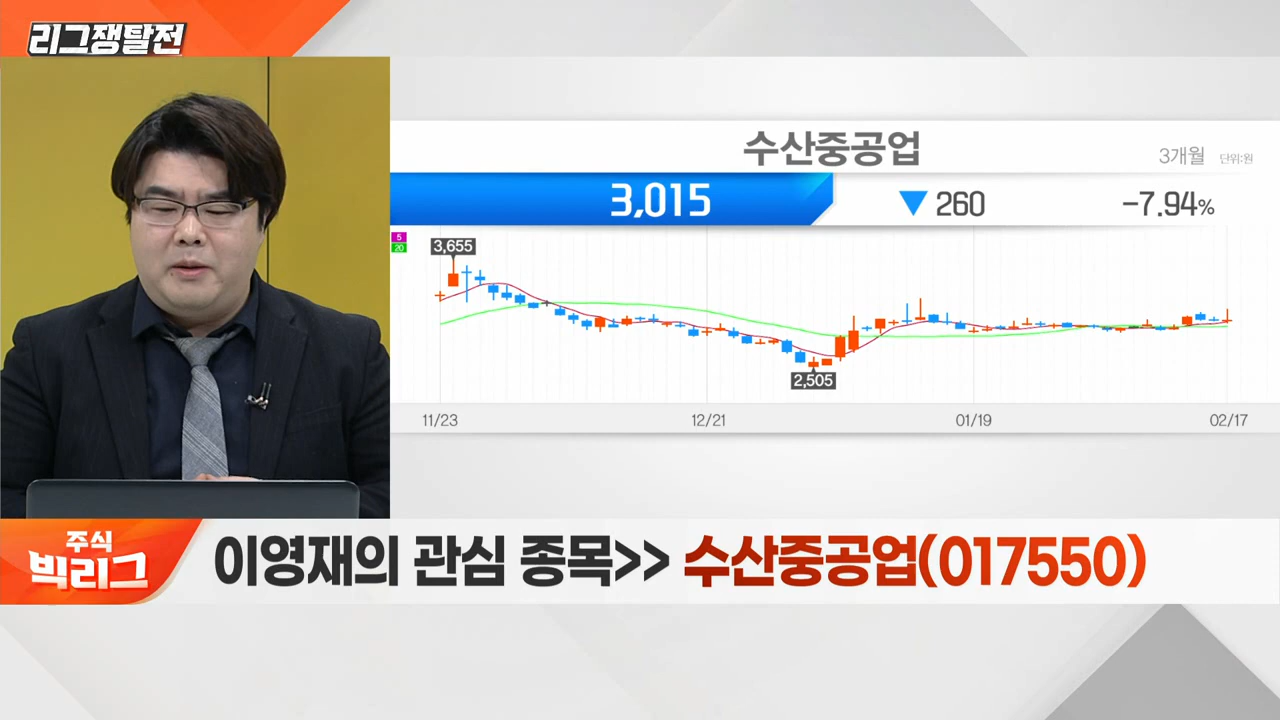 리그쟁탈전
수산중공업
3개월 단위:원
3,015 ▼ 260 -7.94%
5
20
3,655
2,505
11/23 12/21 01/19 02/17
주식
빅리그
이영재의 관심 종목>> 수산중공업(017550)